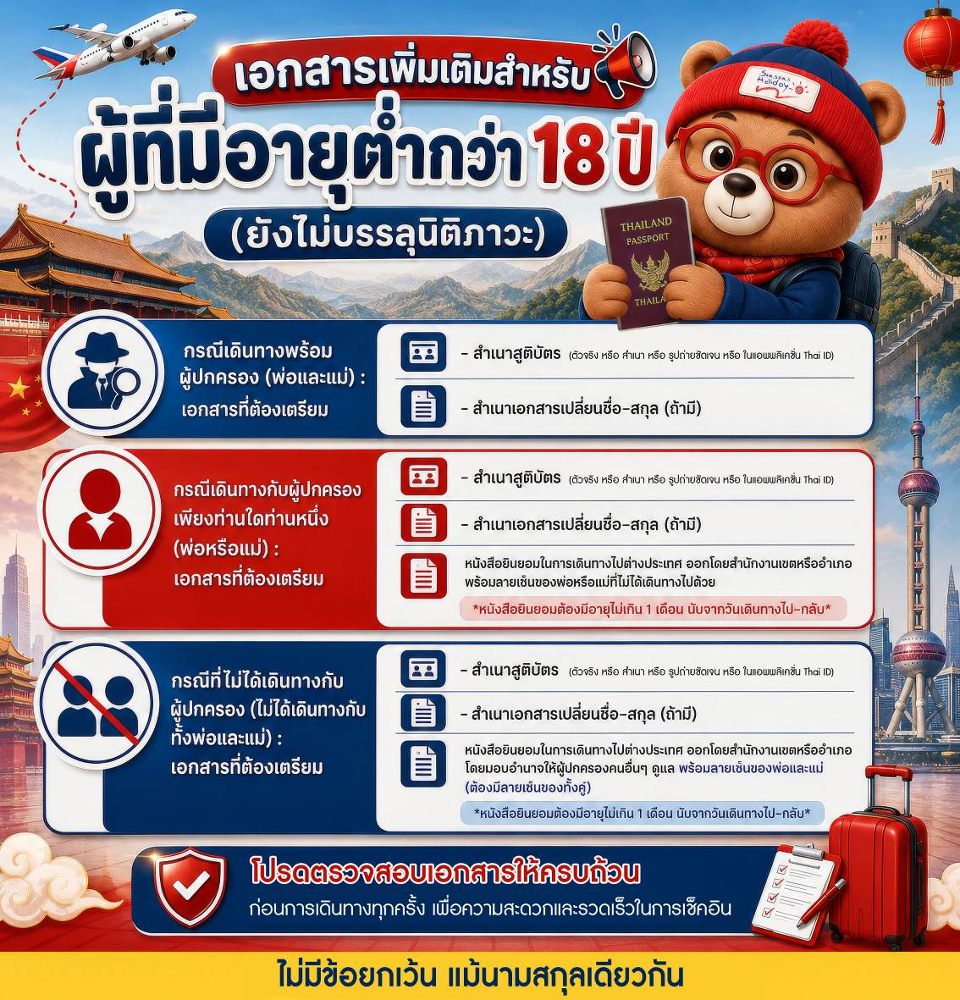 เอกสารเพิ่มเติมสำหรับ
ผู้ที่มีอายุต่ำกว่า 18 ปี
(ยังไม่บรรลุนิติภาวะ)
Seasons
Holiday
THAILAND
PASSPORT
THAILA
กรณีเดินทางพร้อม
ผู้ปกครอง (พ่อและแม่) :
เอกสารที่ต้องเตรียม
- สำเนาสูติบัตร (ตัวจริง หรือ สำเนา หรือ รูปถ่ายชัดเจน หรือ ในแอพพลิเคชั่น Thai ID)
- สำเนาเอกสารเปลี่ยนชื่อ-สกุล (ถ้ามี)
กรณีเดินทางกับผู้ปกครอง
เพียงท่านใดท่านหนึ่ง
(พ่อหรือแม่) :
เอกสารที่ต้องเตรียม
- สำเนาสูติบัตร (ตัวจริง หรือ สำเนา หรือ รูปถ่ายชัดเจน หรือ ในแอพพลิเคชั่น Thai ID)
- สำเนาเอกสารเปลี่ยนชื่อ-สกุล (ถ้ามี)
หนังสือยินยอมในการเดินทางไปต่างประเทศ ออกโดยสำนักงานเขตหรืออำเภอ
พร้อมลายเซ็นของพ่อหรือแม่ที่ไม่ได้เดินทางไปด้วย
*หนังสือยินยอมต้องมีอายุไม่เกิน 1 เดือน นับจากวันเดินทางไป-กลับ*
กรณีที่ไม่ได้เดินทางกับ
ผู้ปกครอง (ไม่ได้เดินทางกับ
ทั้งพ่อและแม่) :
เอกสารที่ต้องเตรียม
- สำเนาสูติบัตร (ตัวจริง หรือ สำเนา หรือ รูปถ่ายชัดเจน หรือ ในแอพพลิเคชั่น Thai ID)
- สำเนาเอกสารเปลี่ยนชื่อ-สกุล (ถ้ามี)
หนังสือยินยอมในการเดินทางไปต่างประเทศ ออกโดยสำนักงานเขตหรืออำเภอ
โดยมอบอำนาจให้ผู้ปกครองคนอื่นๆ ดูแล พร้อมลายเซ็นของพ่อและแม่
(ต้องมีลายเซ็นของทั้งคู่)
*หนังสือยินยอมต้องมีอายุไม่เกิน 1 เดือน นับจากวันเดินทางไป-กลับ*
โปรดตรวจสอบเอกสารให้ครบถ้วน
ก่อนการเดินทางทุกครั้ง เพื่อความสะดวกและรวดเร็วในการเช็คอิน
ไม่มีข้อยกเว้น แม้นามสกุลเดียวกัน